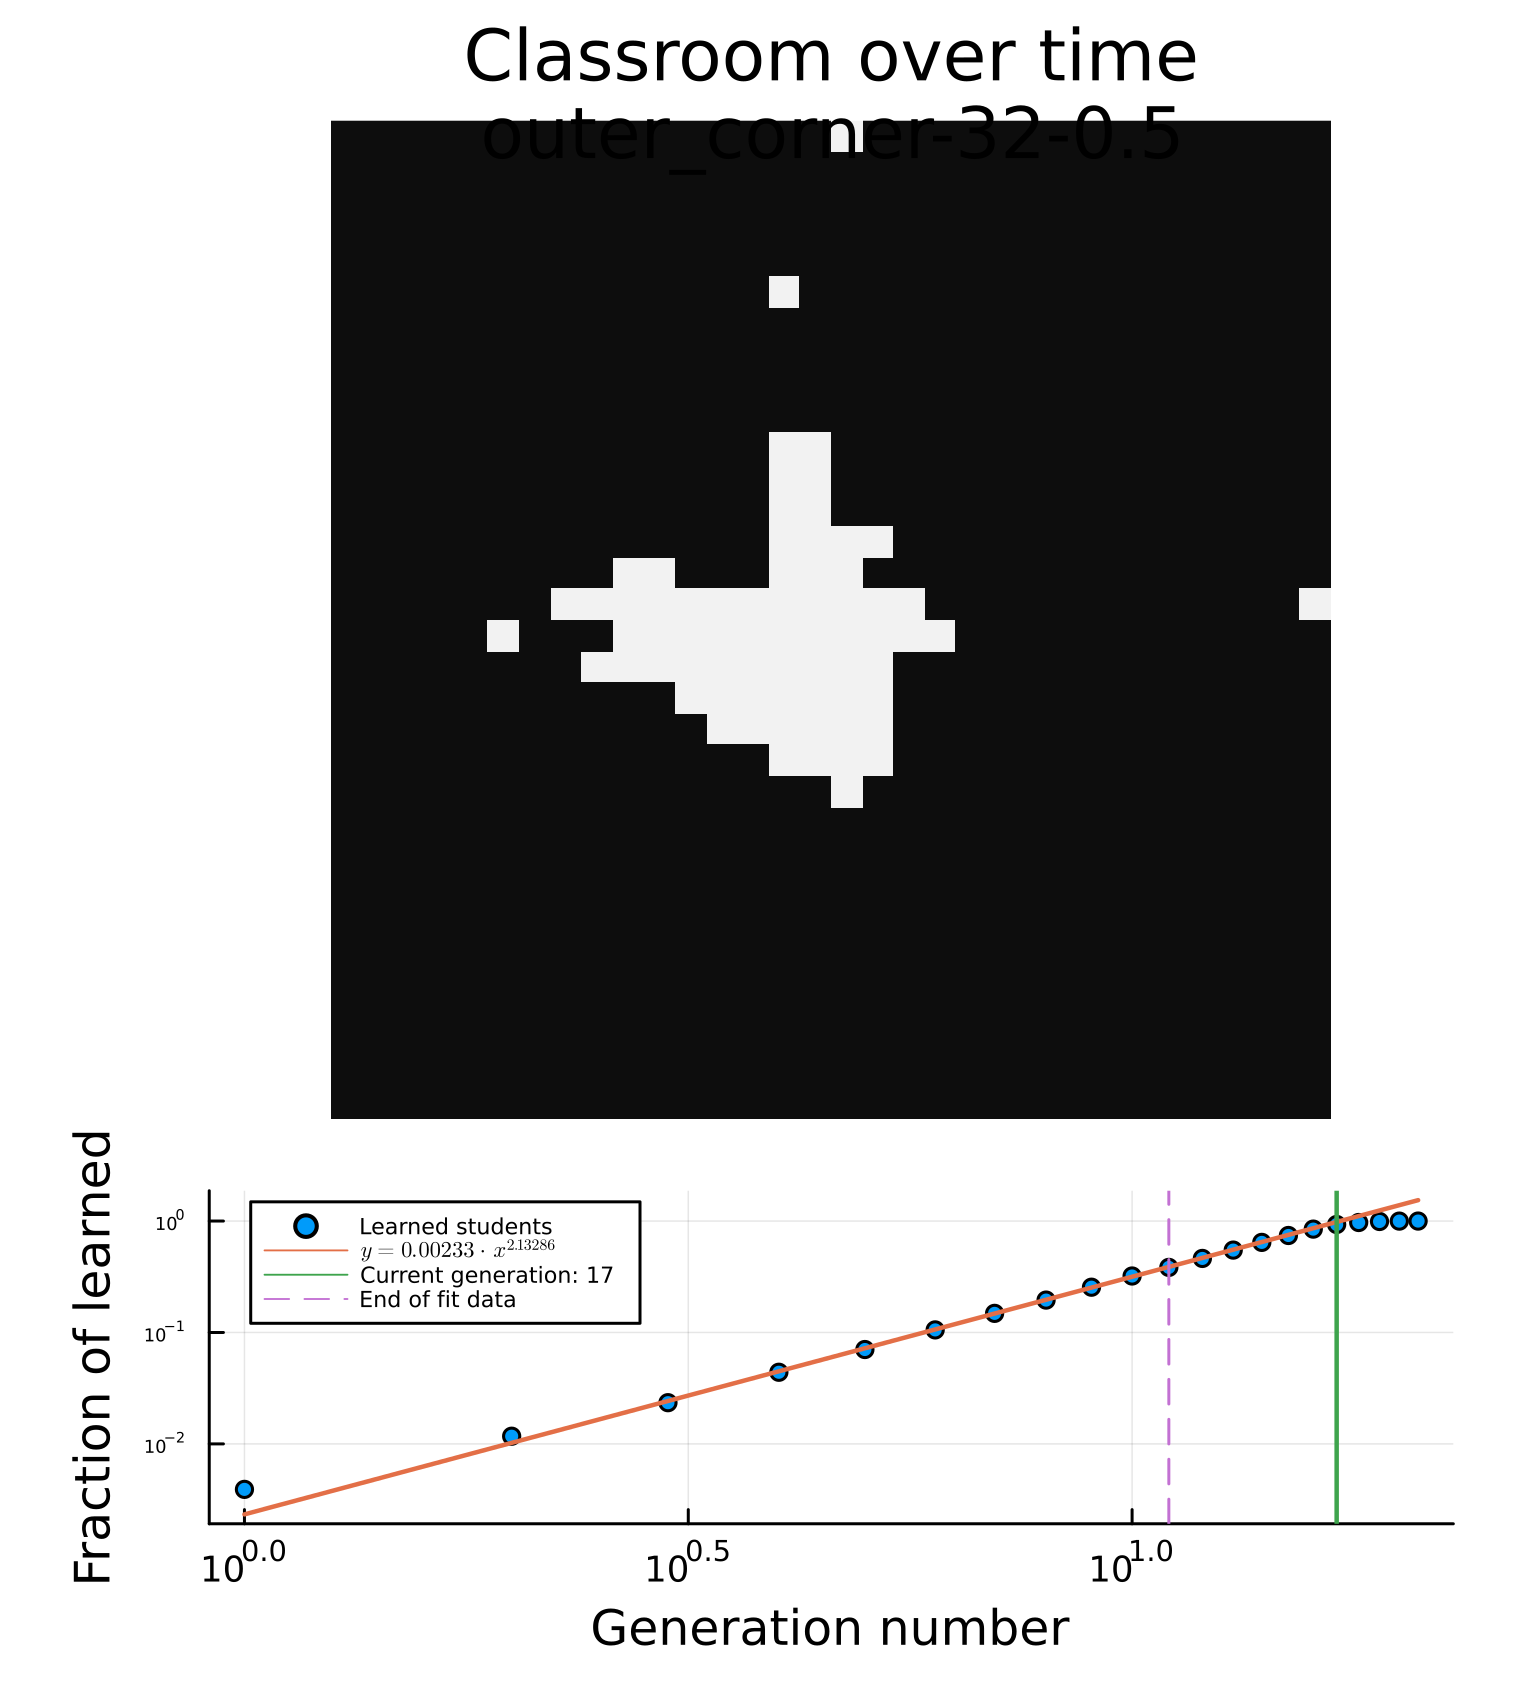 Classroom over time
outer_corner-32-0.5
Fraction of learned
10^0
10^−1
10^−2
Learned students
y = 0.00233 · x^2.13286
Current generation: 17
End of fit data
10^0.0
10^0.5
10^1.0
Generation number